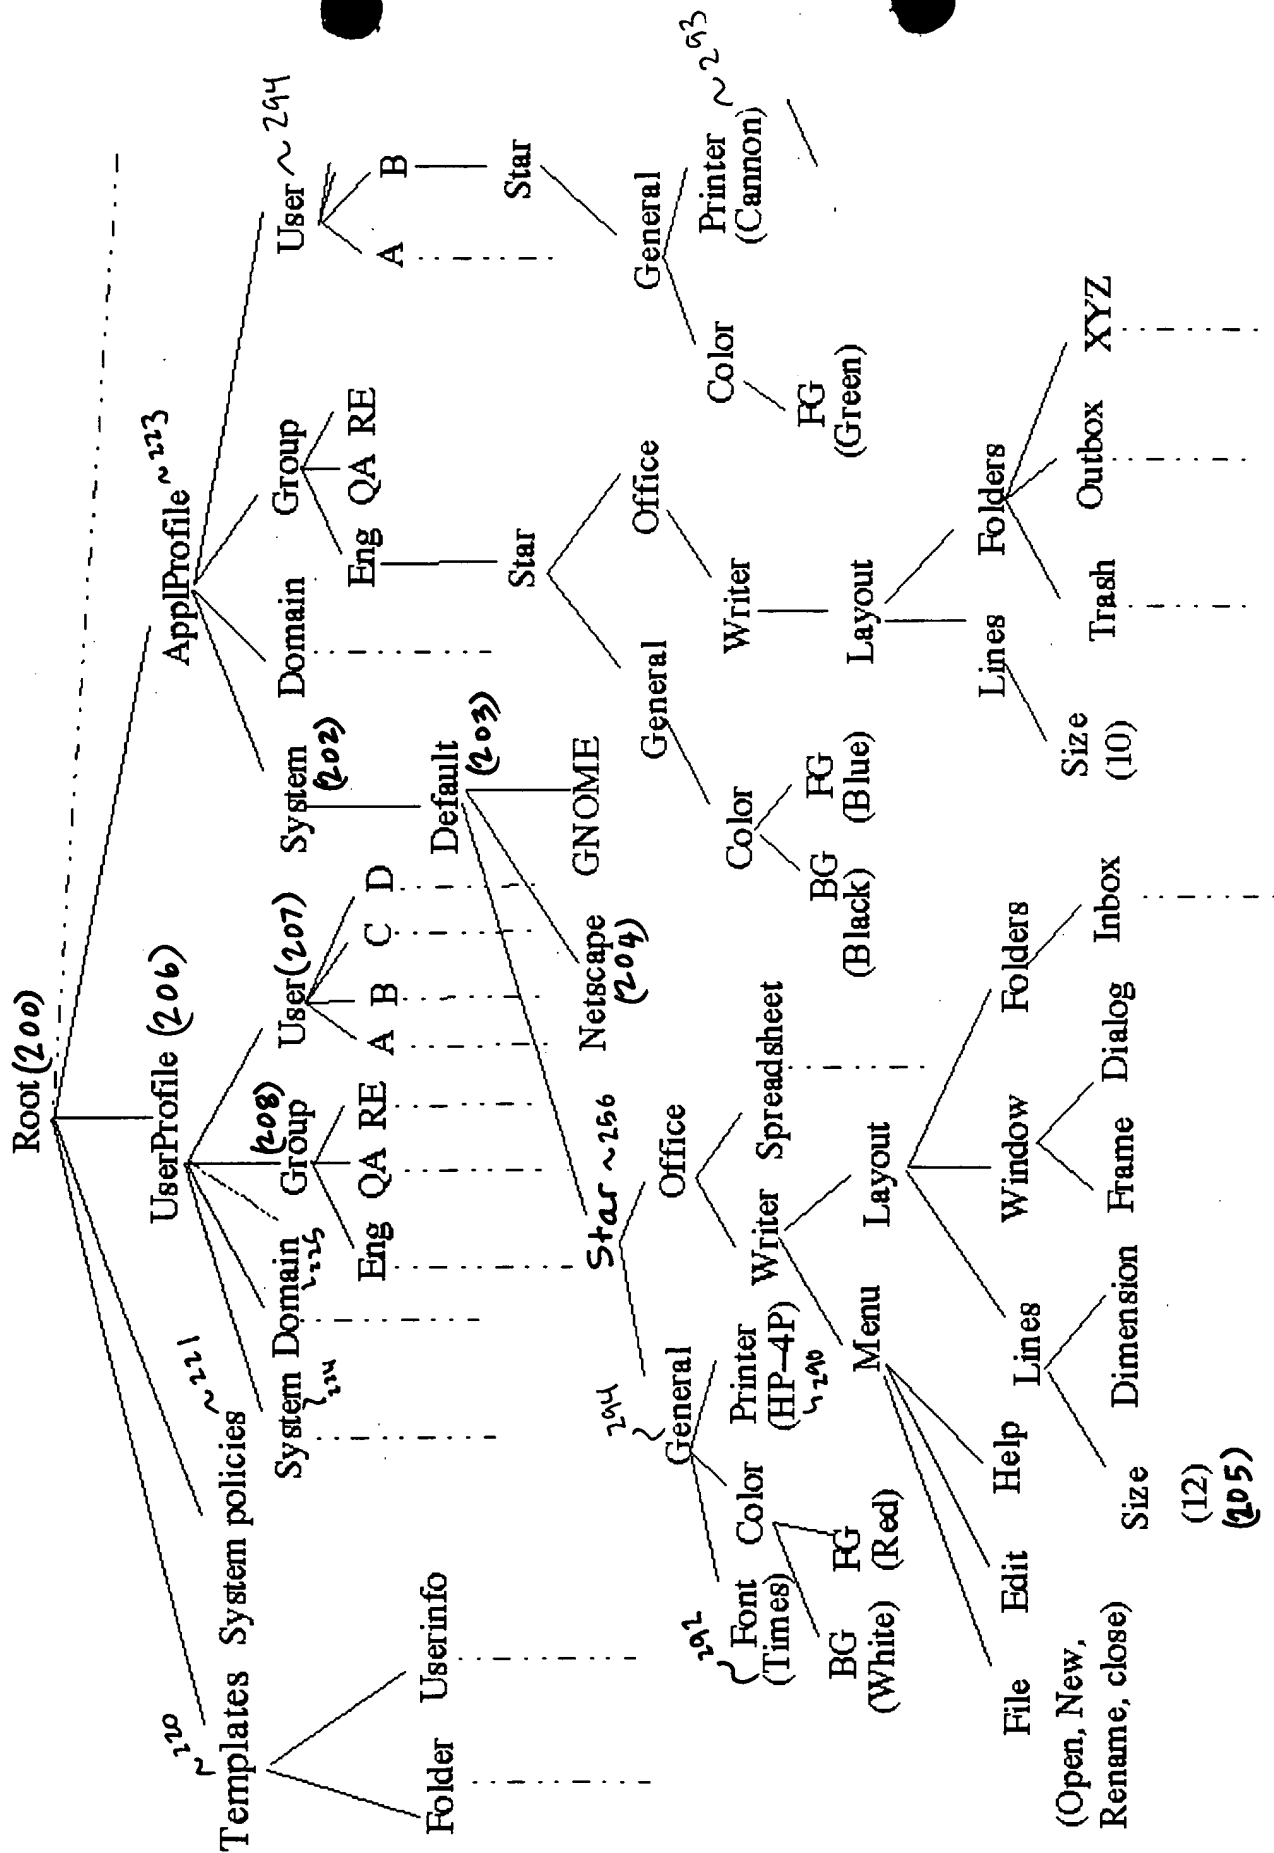 Root (200)
UserProfile (206)
ApplProfile ~223
Templates ~220
System policies ~221
System 224
Domain ~225
Group (208)
User (207)
System (202)
Domain
Group
User ~294
Folder
Userinfo
Eng
QA
RE
A
B
C
D
Default (203)
Eng
QA
RE
A
B
Star ~256
Netscape (204)
GNOME
Star
Star
General 294
Office
General
Office
General
Font (Times) 292
Color
Printer (HP-4P) ~290
Writer
Spreadsheet
Color
Writer
Color
Printer (Cannon) ~293
BG (White)
FG (Red)
Menu
Layout
BG (Black)
FG (Blue)
Layout
FG (Green)
File
Edit
Help
Lines
Window
Folders
Lines
Folders
(Open, New,
Rename, close)
Size
(12)
(205)
Dimension
Frame
Dialog
Inbox
Size
(10)
Trash
Outbox
XYZ